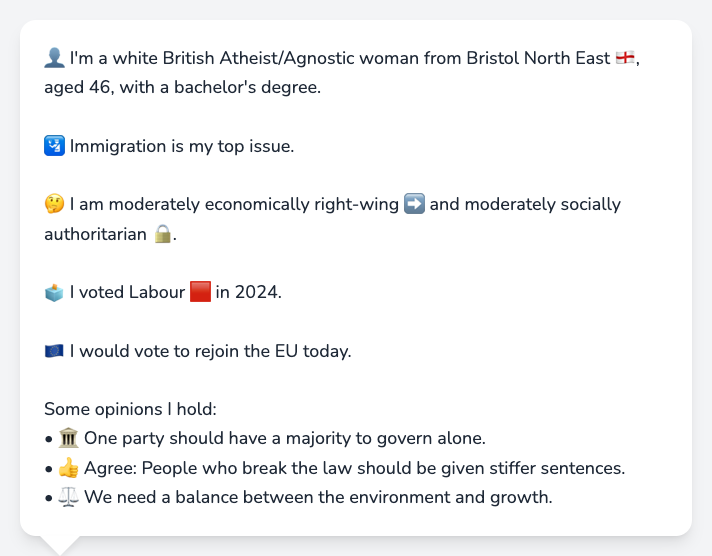 👤 I'm a white British Atheist/Agnostic woman from Bristol North East 🏴󠁧󠁢󠁥󠁮󠁧󠁿,
aged 46, with a bachelor's degree.
🛂 Immigration is my top issue.
🤔 I am moderately economically right-wing ➡️ and moderately socially
authoritarian 🔒.
🗳️ I voted Labour 🟥 in 2024.
🇪🇺 I would vote to rejoin the EU today.
Some opinions I hold:
• 🏛️ One party should have a majority to govern alone.
• 👍 Agree: People who break the law should be given stiffer sentences.
• ⚖️ We need a balance between the environment and growth.